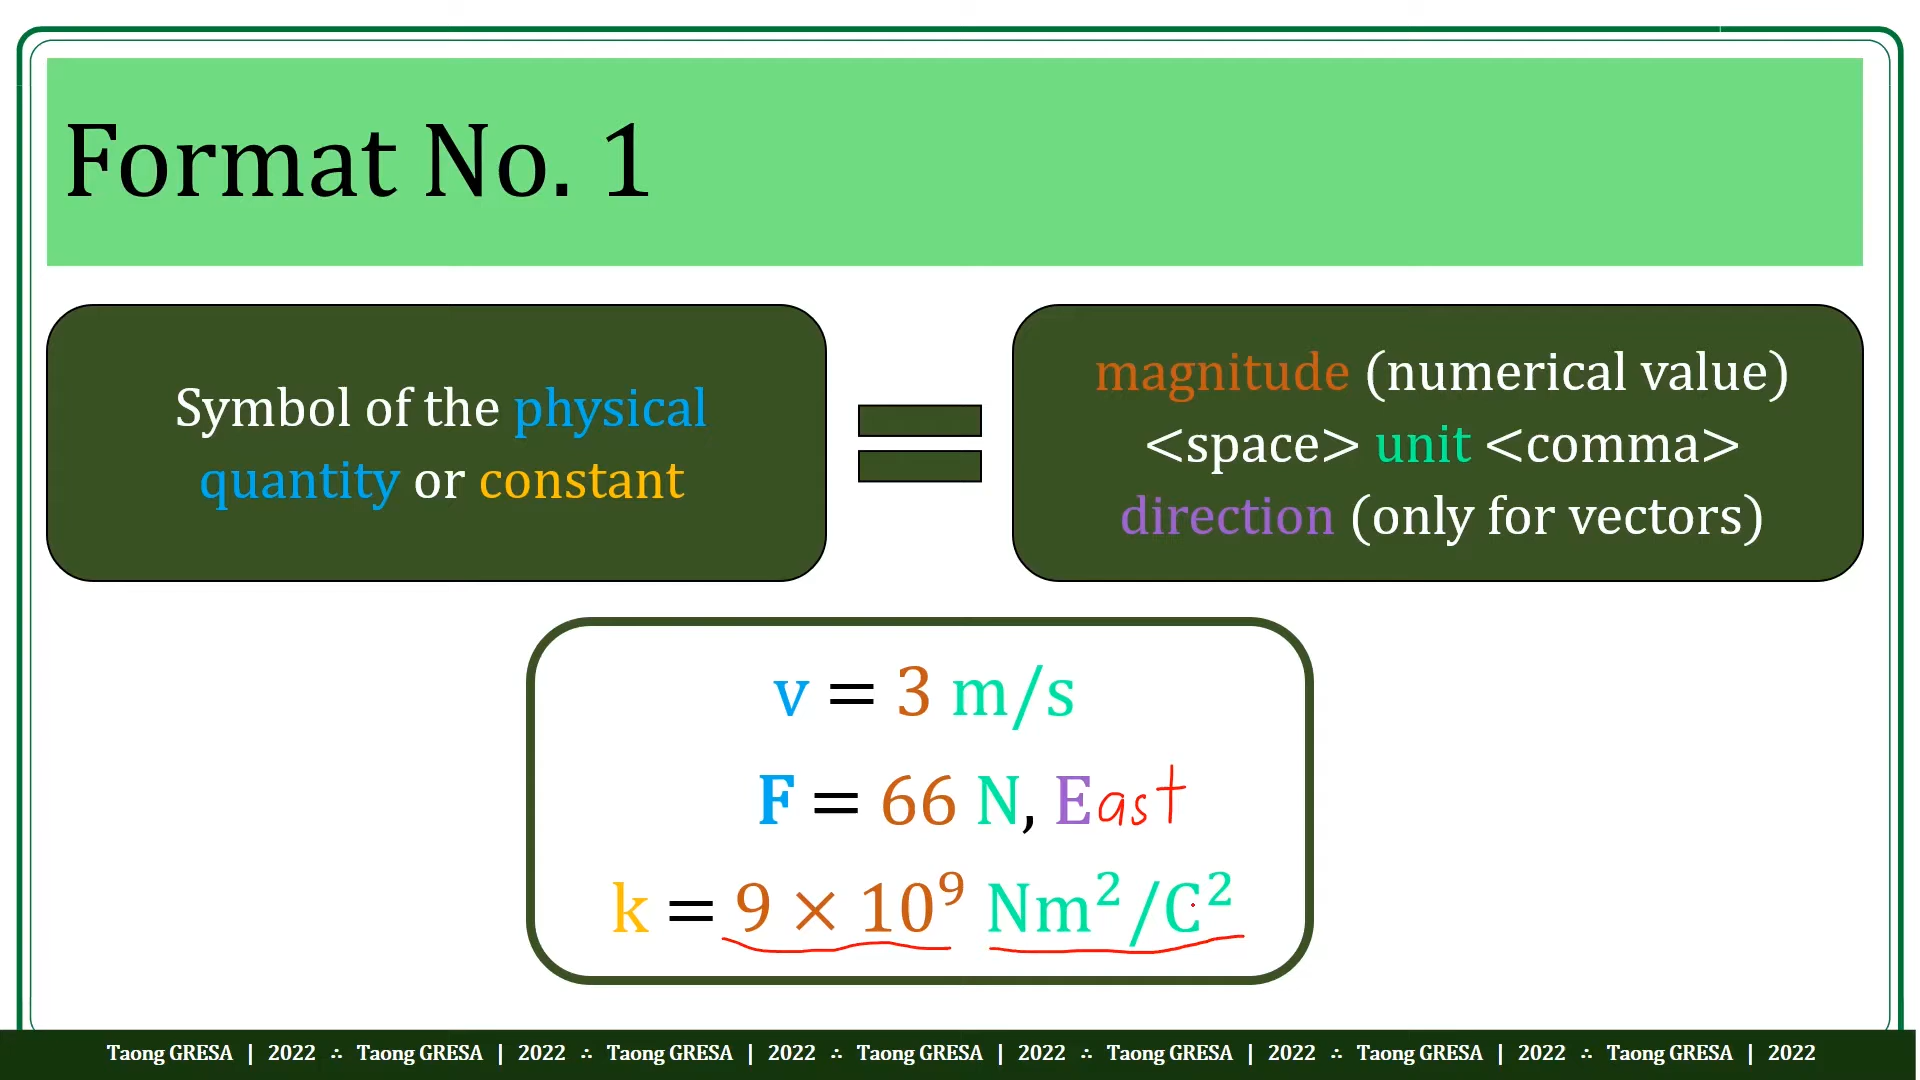 Format No. 1
Symbol of the physical
quantity or constant
=
magnitude (numerical value)
<space> unit <comma>
direction (only for vectors)
v = 3 m/s
F = 66 N, East
k = 9 × 10⁹ Nm²/C²
Taong GRESA | 2022 ∴ Taong GRESA | 2022 ∴ Taong GRESA | 2022 ∴ Taong GRESA | 2022 ∴ Taong GRESA | 2022 ∴ Taong GRESA | 2022 ∴ Taong GRESA | 2022